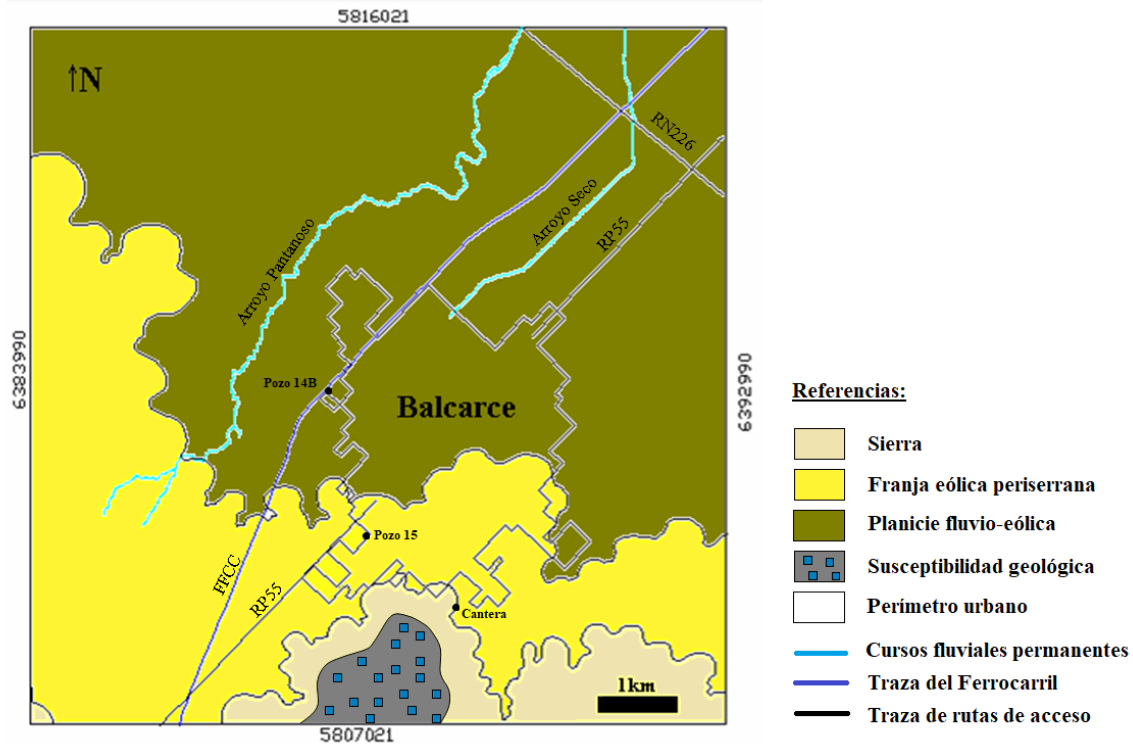 5816021
↑N
RN226
Arroyo Seco
RP55
Arroyo Pantanoso
6383990
6392990
Pozo 14B
Balcarce
Pozo 15
FFCC
RP55
Cantera
1km
5807021
Referencias:
Sierra
Franja eólica periserrana
Planicie fluvio-eólica
Susceptibilidad geológica
Perímetro urbano
Cursos fluviales permanentes
Traza del Ferrocarril
Traza de rutas de acceso